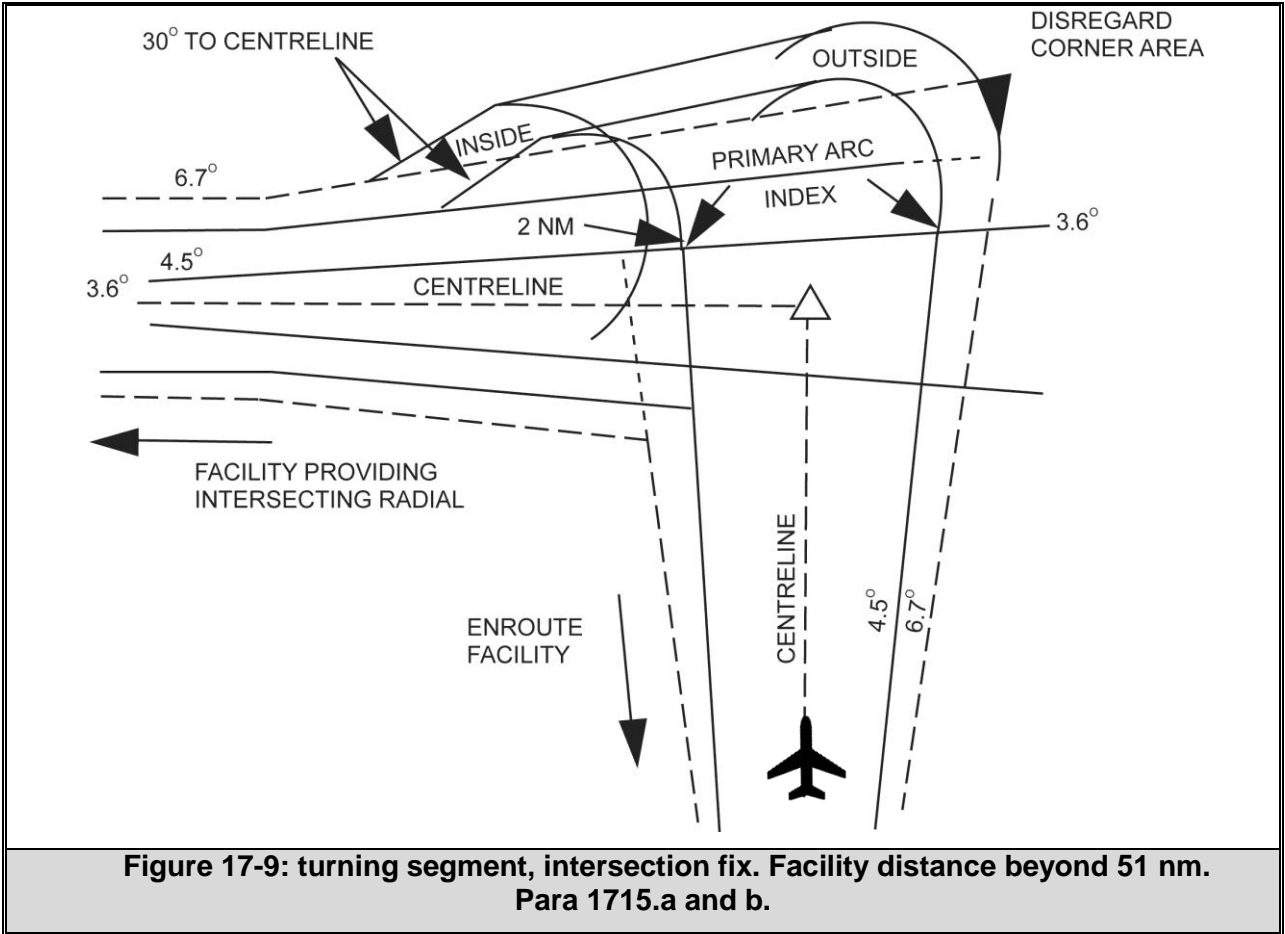 30° TO CENTRELINE
DISREGARD
CORNER AREA
OUTSIDE
INSIDE
PRIMARY ARC
6.7°
INDEX
2 NM
3.6°
4.5°
3.6°
CENTRELINE
FACILITY PROVIDING
INTERSECTING RADIAL
CENTRELINE
4.5°
6.7°
ENROUTE
FACILITY
Figure 17-9: turning segment, intersection fix. Facility distance beyond 51 nm.
Para 1715.a and b.